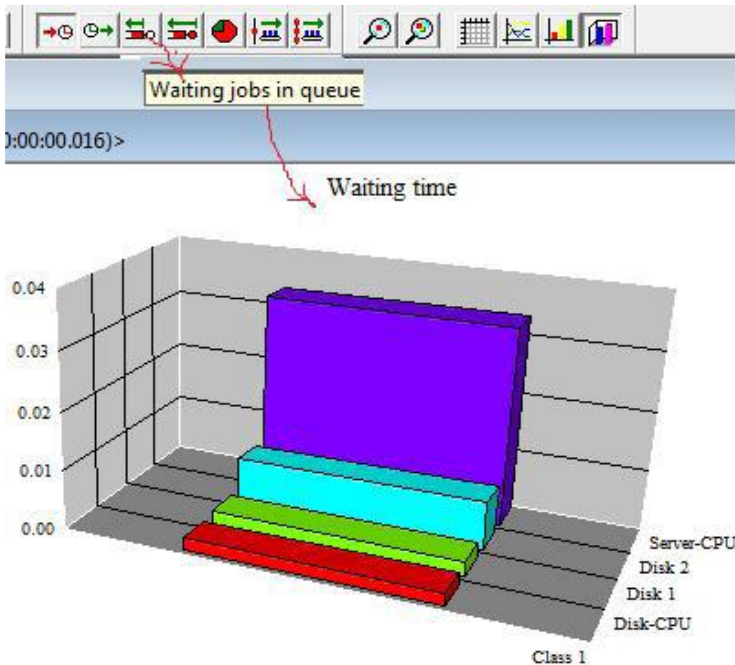 Waiting jobs in queue
0:00:00.016)>
Waiting time
0.04
0.03
0.02
0.01
0.00
Server-CPU
Disk 2
Disk 1
Disk-CPU
Class 1